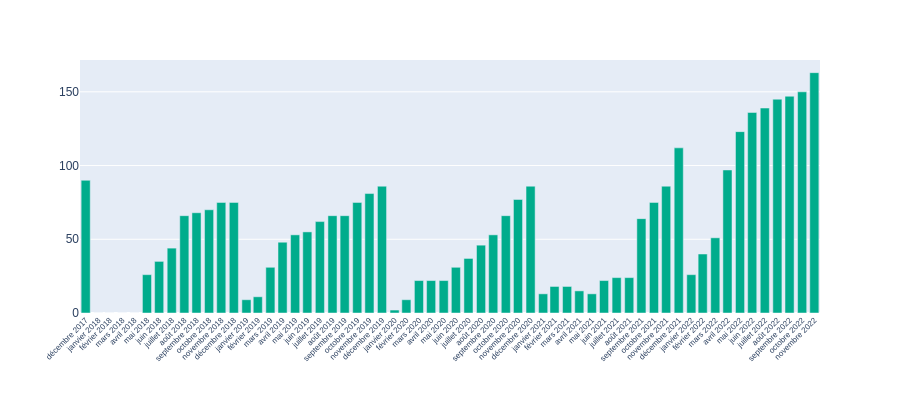 150
100
50
0
décembre 2017
janvier 2018
février 2018
mars 2018
avril 2018
mai 2018
juin 2018
juillet 2018
août 2018
septembre 2018
octobre 2018
novembre 2018
décembre 2018
janvier 2019
février 2019
mars 2019
avril 2019
mai 2019
juin 2019
juillet 2019
août 2019
septembre 2019
octobre 2019
novembre 2019
décembre 2019
janvier 2020
février 2020
mars 2020
avril 2020
mai 2020
juin 2020
juillet 2020
août 2020
septembre 2020
octobre 2020
novembre 2020
décembre 2020
janvier 2021
février 2021
mars 2021
avril 2021
mai 2021
juin 2021
juillet 2021
août 2021
septembre 2021
octobre 2021
novembre 2021
décembre 2021
janvier 2022
février 2022
mars 2022
avril 2022
mai 2022
juin 2022
juillet 2022
août 2022
septembre 2022
octobre 2022
novembre 2022